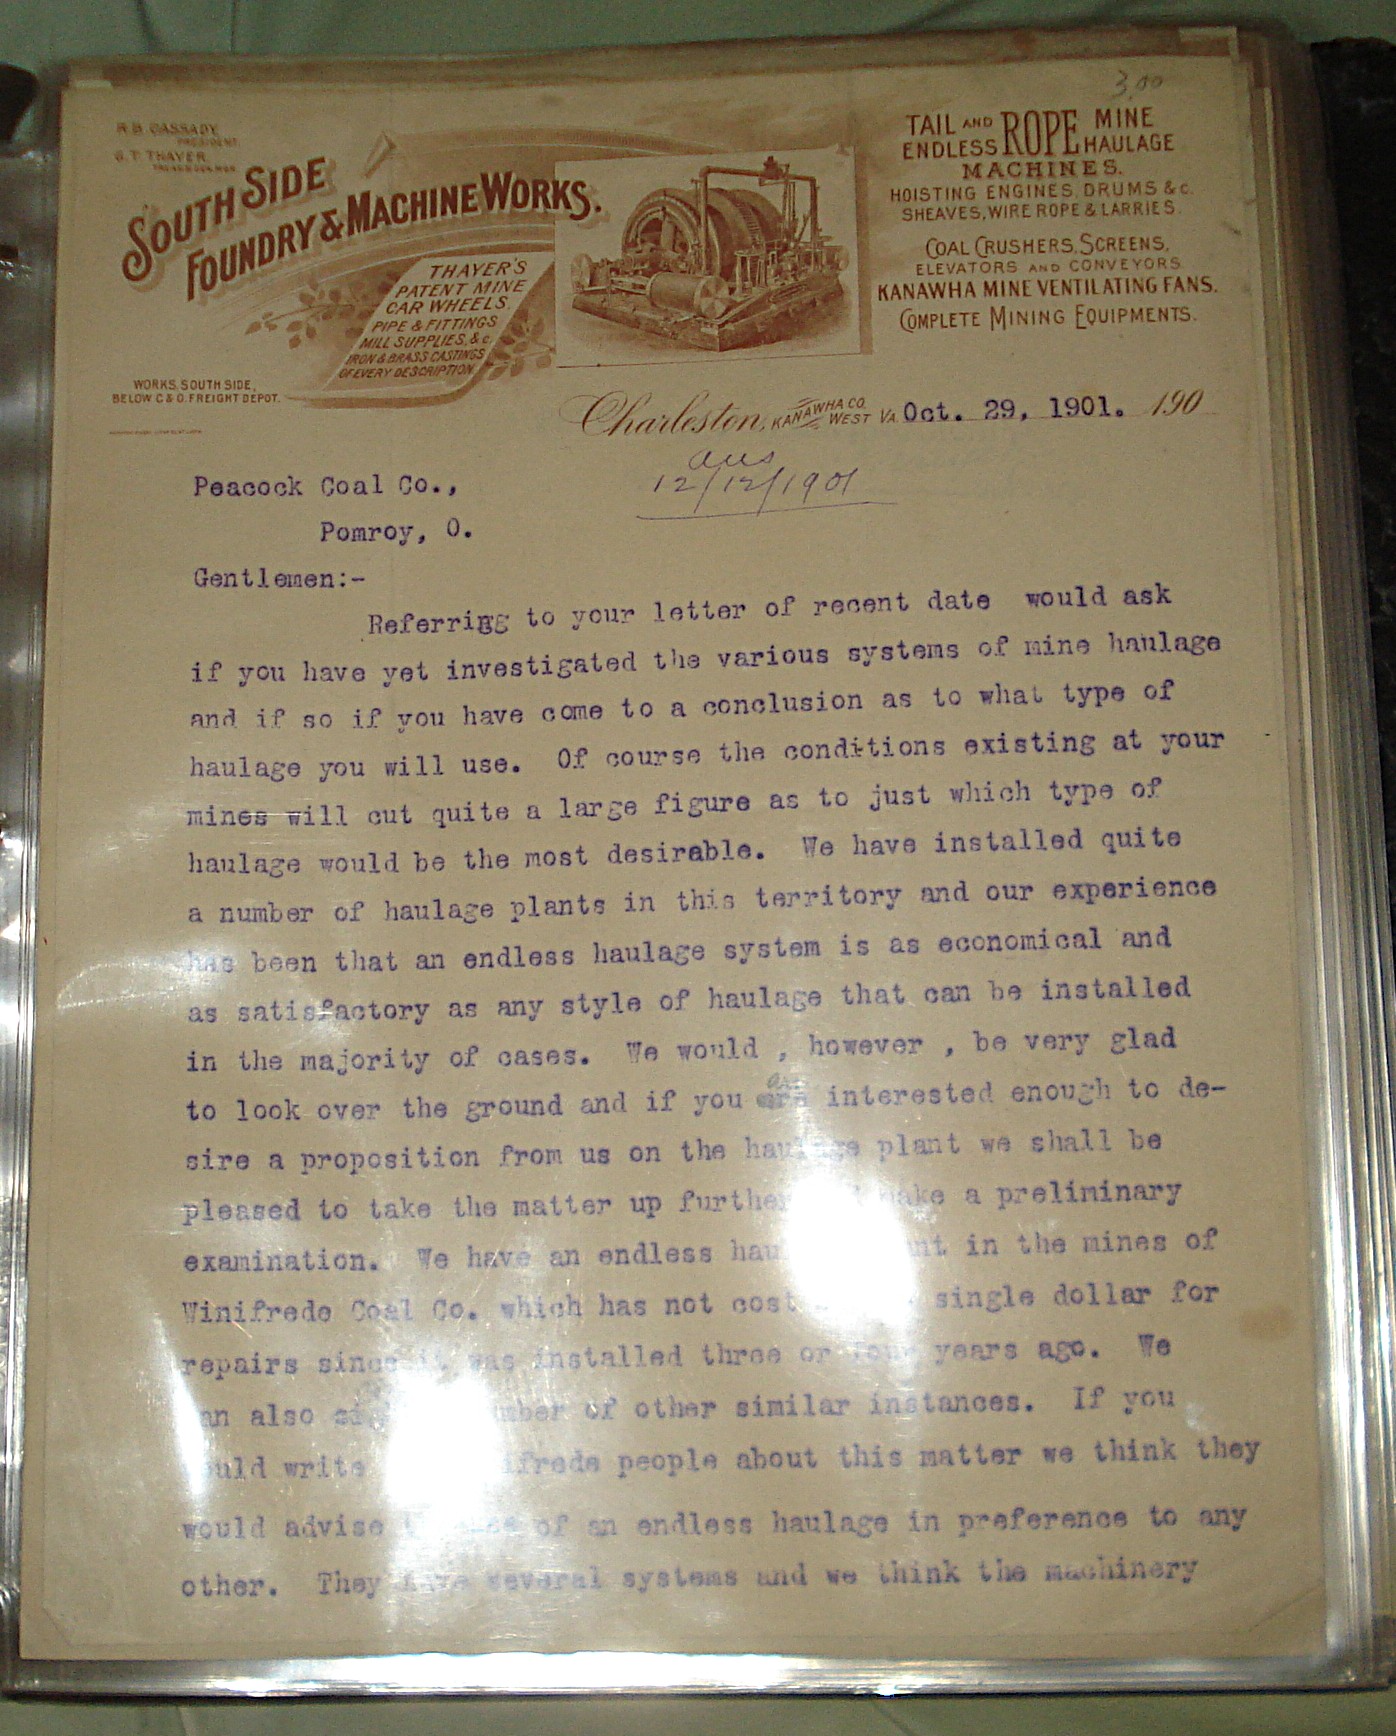 3.00
R.B. CASSADY,
PRESIDENT.
G.T. THAYER,
SOUTH SIDE
FOUNDRY & MACHINE WORKS.
THAYER'S
PATENT MINE
CAR WHEELS.
PIPE & FITTINGS
MILL SUPPLIES, &c.
IRON & BRASS CASTINGS
OF EVERY DESCRIPTION.
WORKS, SOUTH SIDE,
BELOW C & O. FREIGHT DEPOT.
TAIL AND ROPE MINE
ENDLESS HAULAGE
MACHINES.
HOISTING ENGINES, DRUMS & c.
SHEAVES, WIRE ROPE & LARRIES.
COAL CRUSHERS, SCREENS,
ELEVATORS AND CONVEYORS
KANAWHA MINE VENTILATING FANS.
COMPLETE MINING EQUIPMENTS.
Charleston, KANAWHA CO. WEST VA. Oct. 29, 1901. 190
ans
12/12/1901
Peacock Coal Co.,
Pomroy, O.
Gentlemen:-
Referring to your letter of recent date would ask
if you have yet investigated the various systems of mine haulage
and if so if you have come to a conclusion as to what type of
haulage you will use. Of course the conditions existing at your
mines will cut quite a large figure as to just which type of
haulage would be the most desirable. We have installed quite
a number of haulage plants in this territory and our experience
has been that an endless haulage system is as economical and
as satisfactory as any style of haulage that can be installed
in the majority of cases. We would , however , be very glad
to look over the ground and if you are interested enough to de-
sire a proposition from us on the haulage plant we shall be
pleased to take the matter up further make a preliminary
examination. We have an endless in the mines of
Winifrede Coal Co. which has not cost single dollar for
repairs since it was installed three or four years ago. We
also of other similar instances. If you
write people about this matter we think they
would advise of an endless haulage in preference to any
other. They have several systems and we think the machinery